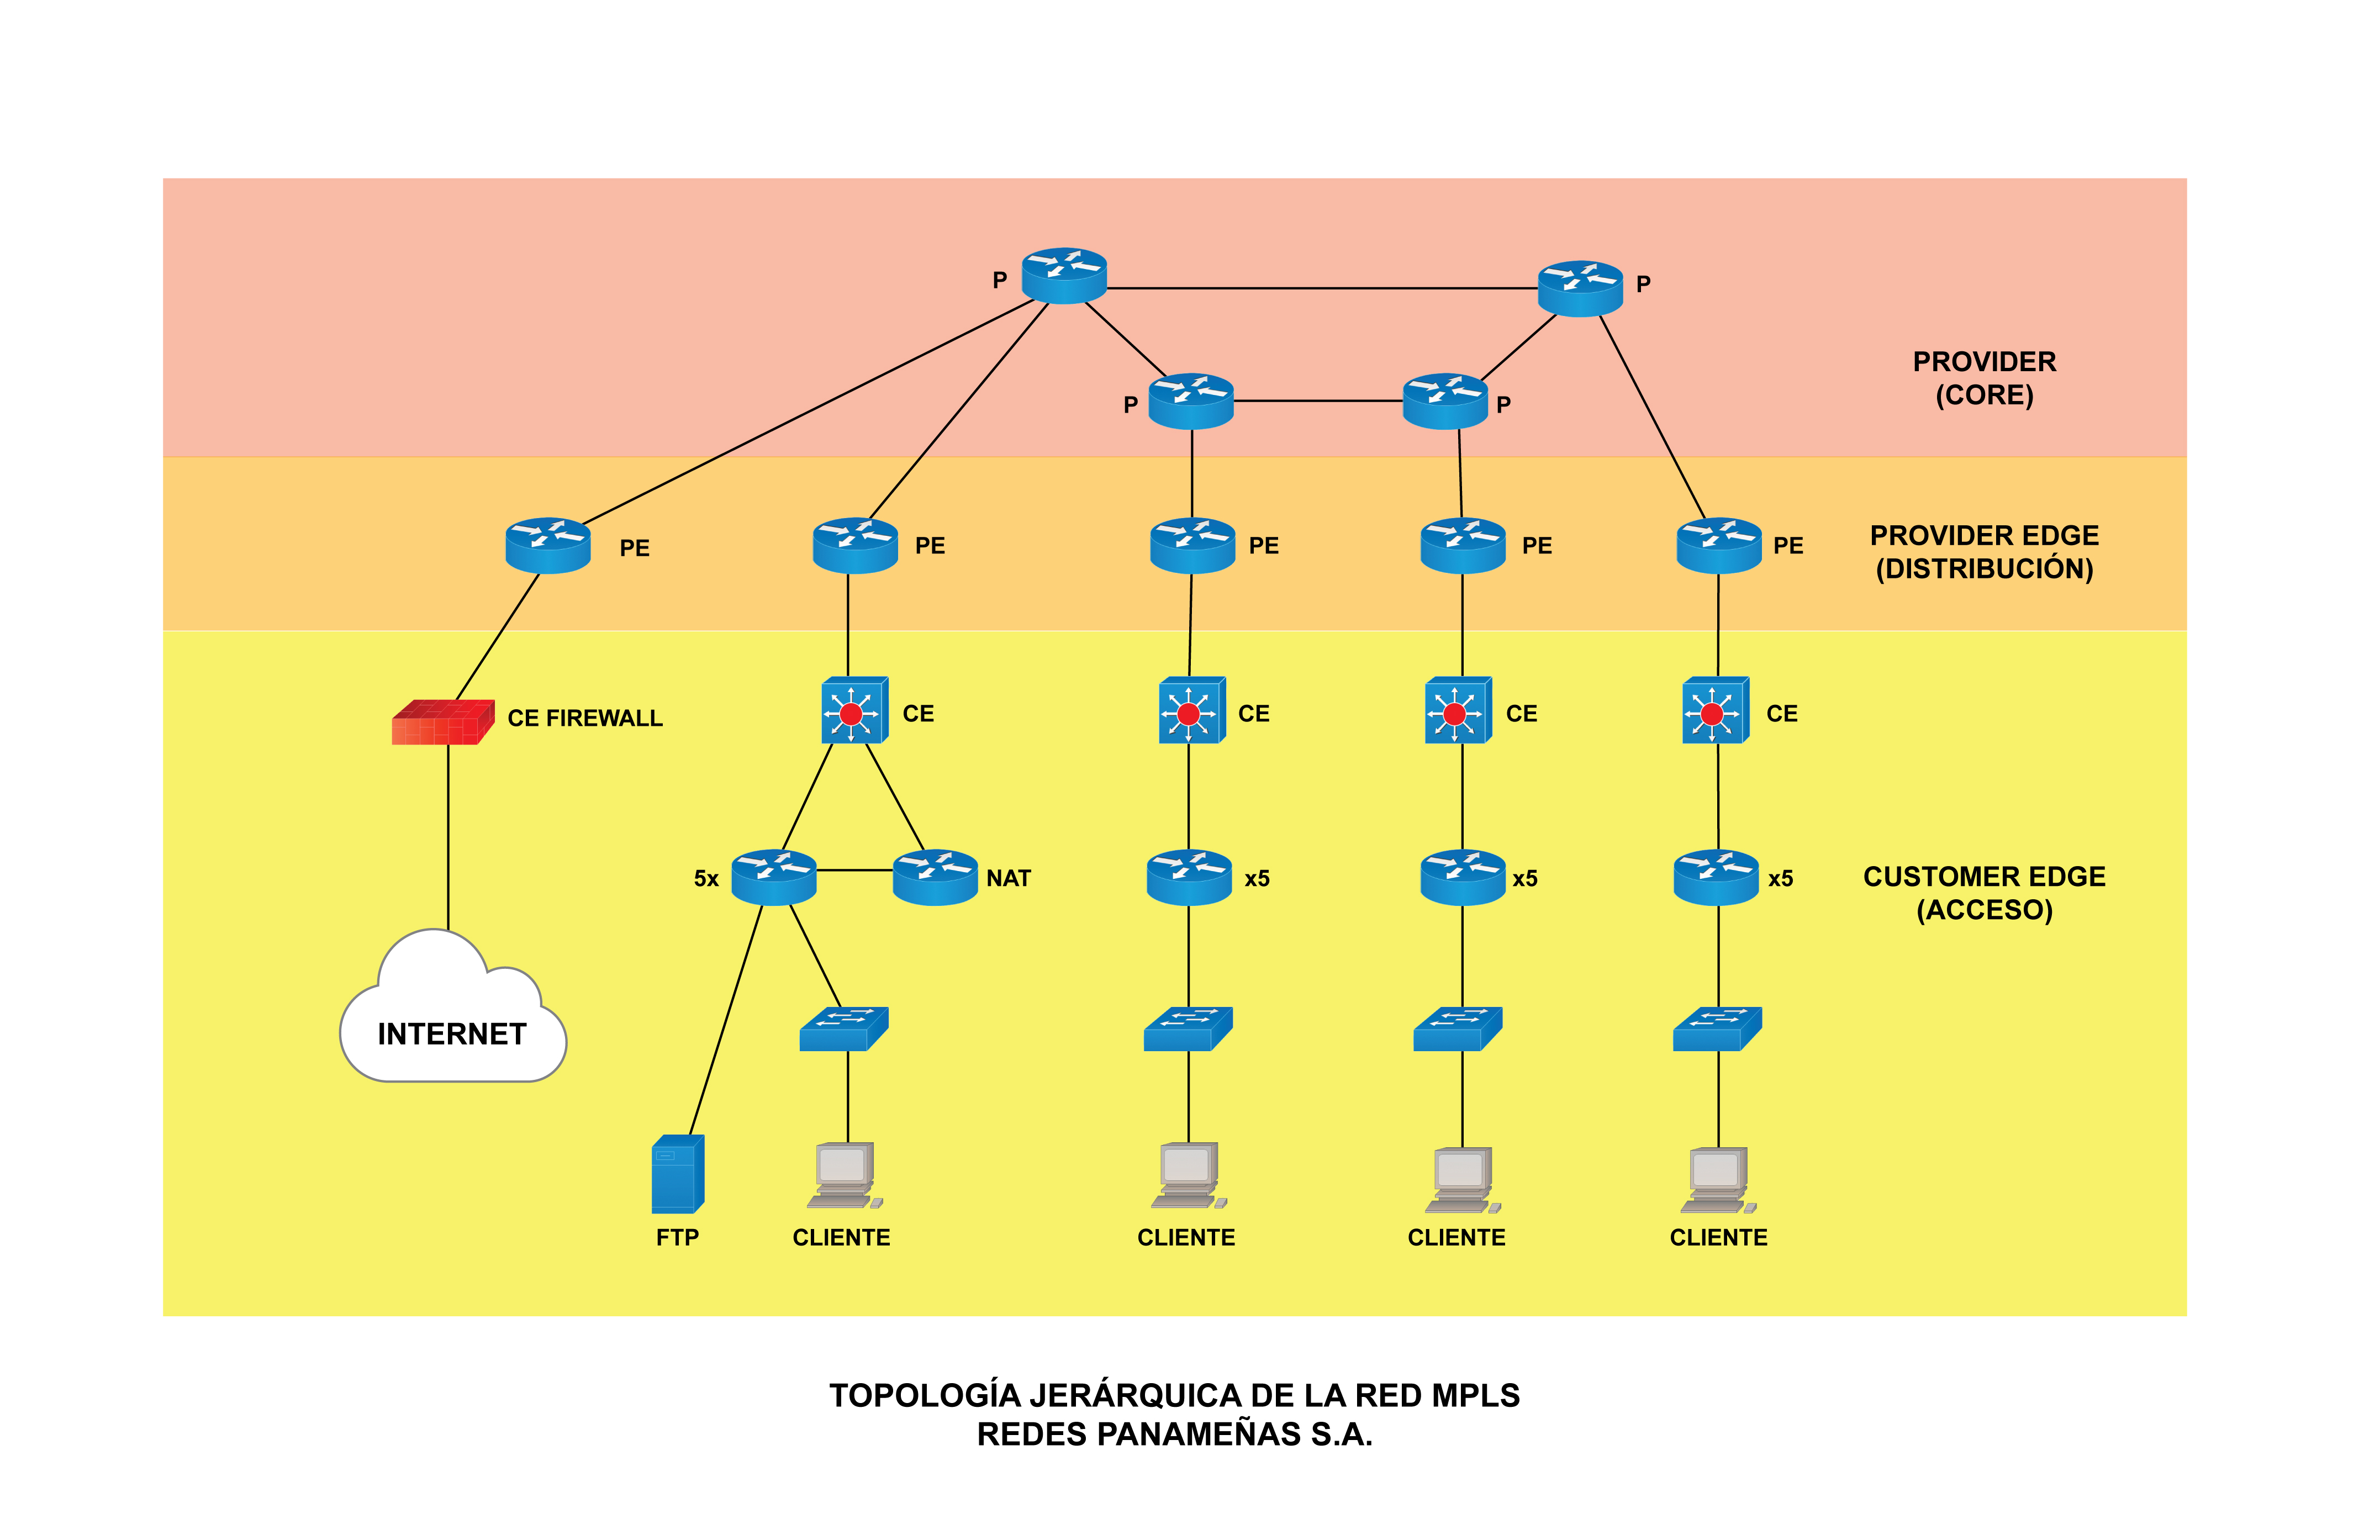 P
P
P
P
PROVIDER
(CORE)
PE
PE
PE
PE
PE
PROVIDER EDGE
(DISTRIBUCIÓN)
CE FIREWALL
CE
CE
CE
CE
5x
NAT
x5
x5
x5
CUSTOMER EDGE
(ACCESO)
INTERNET
FTP
CLIENTE
CLIENTE
CLIENTE
CLIENTE
TOPOLOGÍA JERÁRQUICA DE LA RED MPLS
REDES PANAMEÑAS S.A.